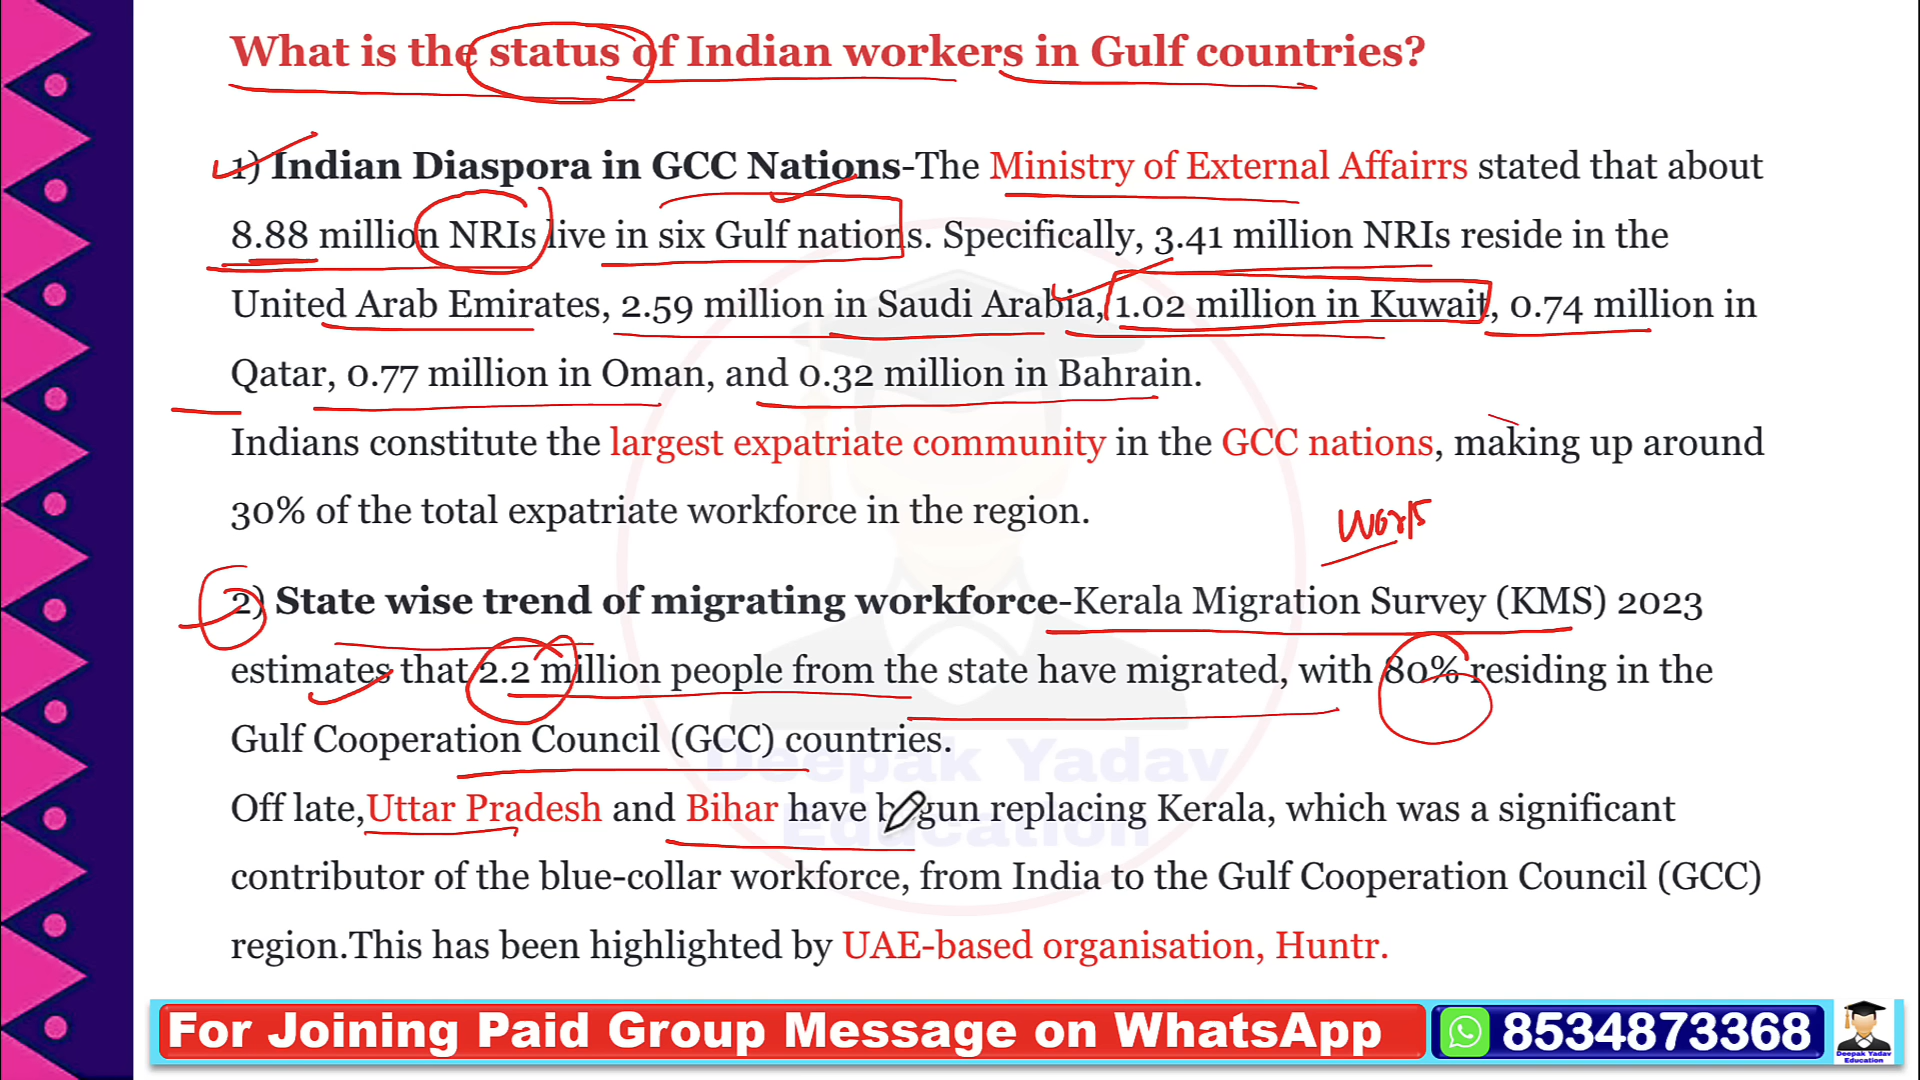 What is the status of Indian workers in Gulf countries?
1) Indian Diaspora in GCC Nations-The Ministry of External Affairrs stated that about
8.88 million NRIs live in six Gulf nations. Specifically, 3.41 million NRIs reside in the
United Arab Emirates, 2.59 million in Saudi Arabia, 1.02 million in Kuwait, 0.74 million in
Qatar, 0.77 million in Oman, and 0.32 million in Bahrain.
Indians constitute the largest expatriate community in the GCC nations, making up around
30% of the total expatriate workforce in the region.
2) State wise trend of migrating workforce-Kerala Migration Survey (KMS) 2023
estimates that 2.2 million people from the state have migrated, with 80% residing in the
Gulf Cooperation Council (GCC) countries.
Off late,Uttar Pradesh and Bihar have begun replacing Kerala, which was a significant
contributor of the blue-collar workforce, from India to the Gulf Cooperation Council (GCC)
region.This has been highlighted by UAE-based organisation, Huntr.
Deepak Yadav
Education
For Joining Paid Group Message on WhatsApp
8534873368
Deepak Yadav
Education